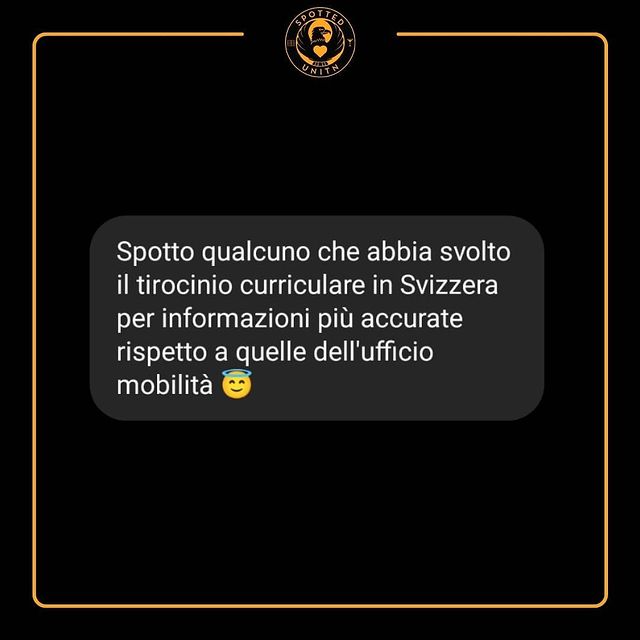 SPOTTED
UNITN
Spotto qualcuno che abbia svolto
il tirocinio curriculare in Svizzera
per informazioni più accurate
rispetto a quelle dell'ufficio
mobilità 😇